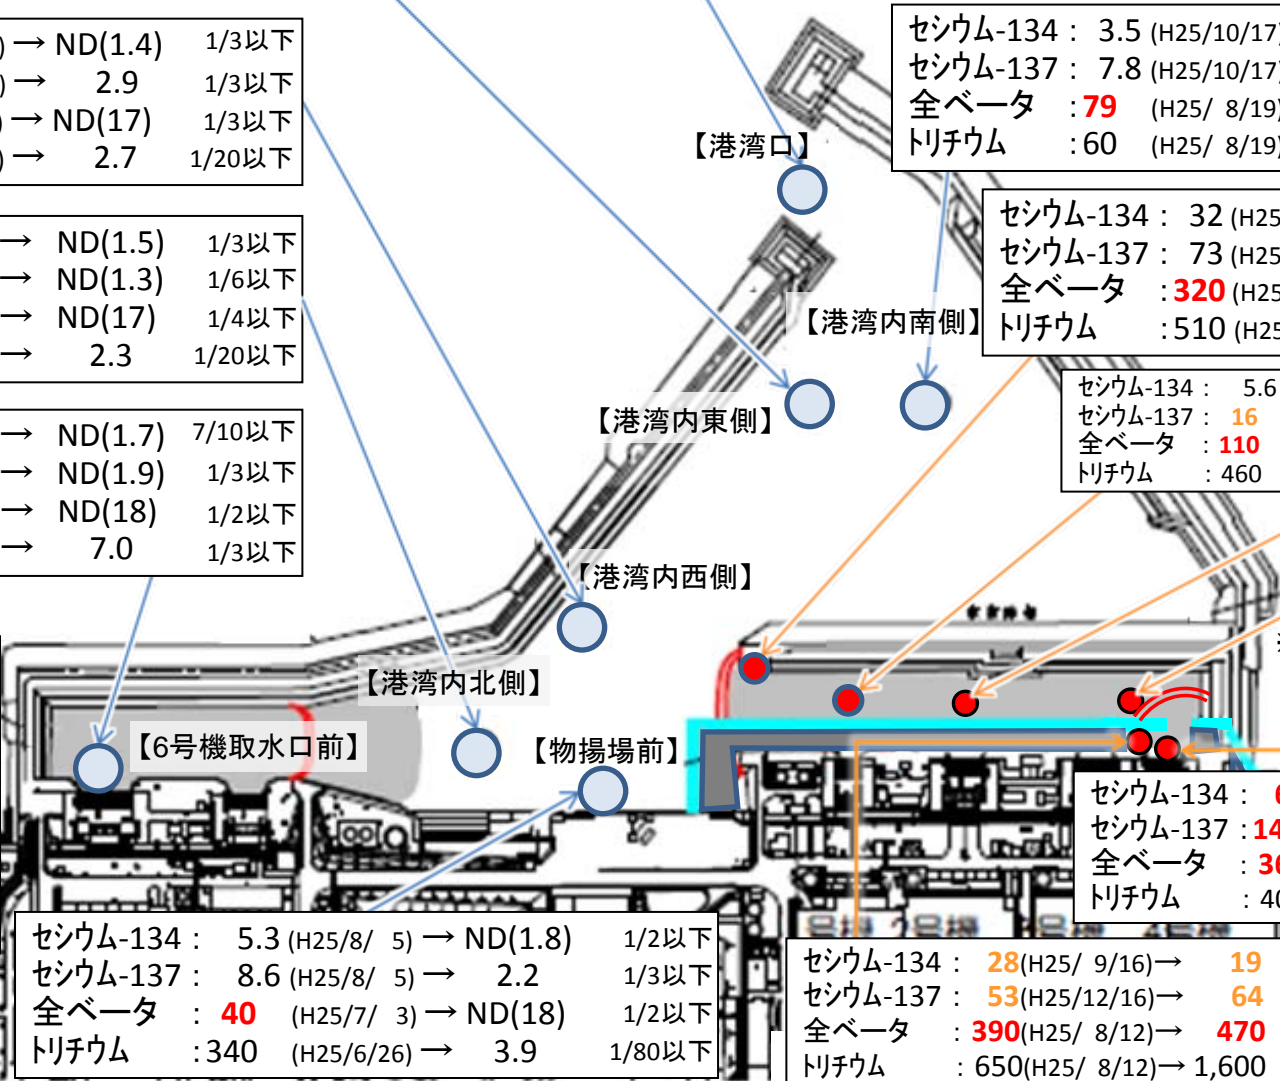 ) → ND(1.4) 1/3以下
) → 2.9 1/3以下
) → ND(17) 1/3以下
) → 2.7 1/20以下
→ ND(1.5) 1/3以下
→ ND(1.3) 1/6以下
→ ND(17) 1/4以下
→ 2.3 1/20以下
→ ND(1.7) 7/10以下
→ ND(1.9) 1/3以下
→ ND(18) 1/2以下
→ 7.0 1/3以下
セシウム-134 : 3.5 (H25/10/17)
セシウム-137 : 7.8 (H25/10/17)
全ベータ : 79 (H25/ 8/19)
トリチウム : 60 (H25/ 8/19)
セシウム-134 : 32 (H25
セシウム-137 : 73 (H25
全ベータ : 320 (H25
トリチウム : 510 (H25
セシウム-134 : 5.6
セシウム-137 : 16
全ベータ : 110
トリチウム : 460
【港湾口】
【港湾内南側】
【港湾内東側】
【港湾内西側】
【港湾内北側】
【6号機取水口前】
【物揚場前】
セシウム-134 :
セシウム-137 : 14
全ベータ : 36
トリチウム : 40
セシウム-134 : 5.3 (H25/8/ 5) → ND(1.8) 1/2以下
セシウム-137 : 8.6 (H25/8/ 5) → 2.2 1/3以下
全ベータ : 40 (H25/7/ 3) → ND(18) 1/2以下
トリチウム : 340 (H25/6/26) → 3.9 1/80以下
セシウム-134 : 28(H25/ 9/16)→ 19
セシウム-137 : 53(H25/12/16)→ 64
全ベータ : 390(H25/ 8/12)→ 470
トリチウム : 650(H25/ 8/12)→ 1,600